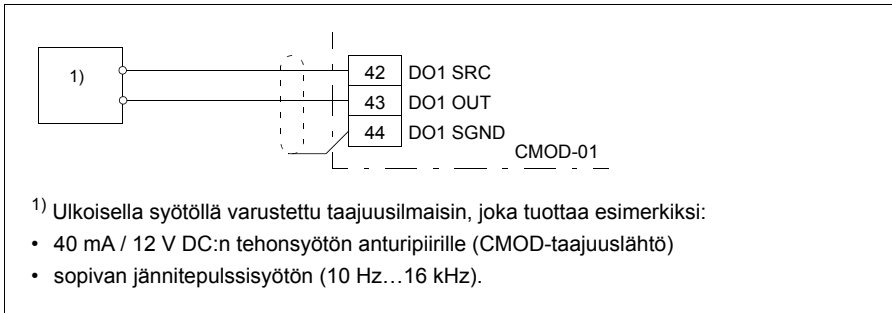 1)
42 DO1 SRC
43 DO1 OUT
44 DO1 SGND
CMOD-01
1) Ulkoisella syötöllä varustettu taajuusilmaisin, joka tuottaa esimerkiksi:
• 40 mA / 12 V DC:n tehonsyötön anturipiirille (CMOD-taajuuslähtö)
• sopivan jännitepulssisyötön (10 Hz…16 kHz).